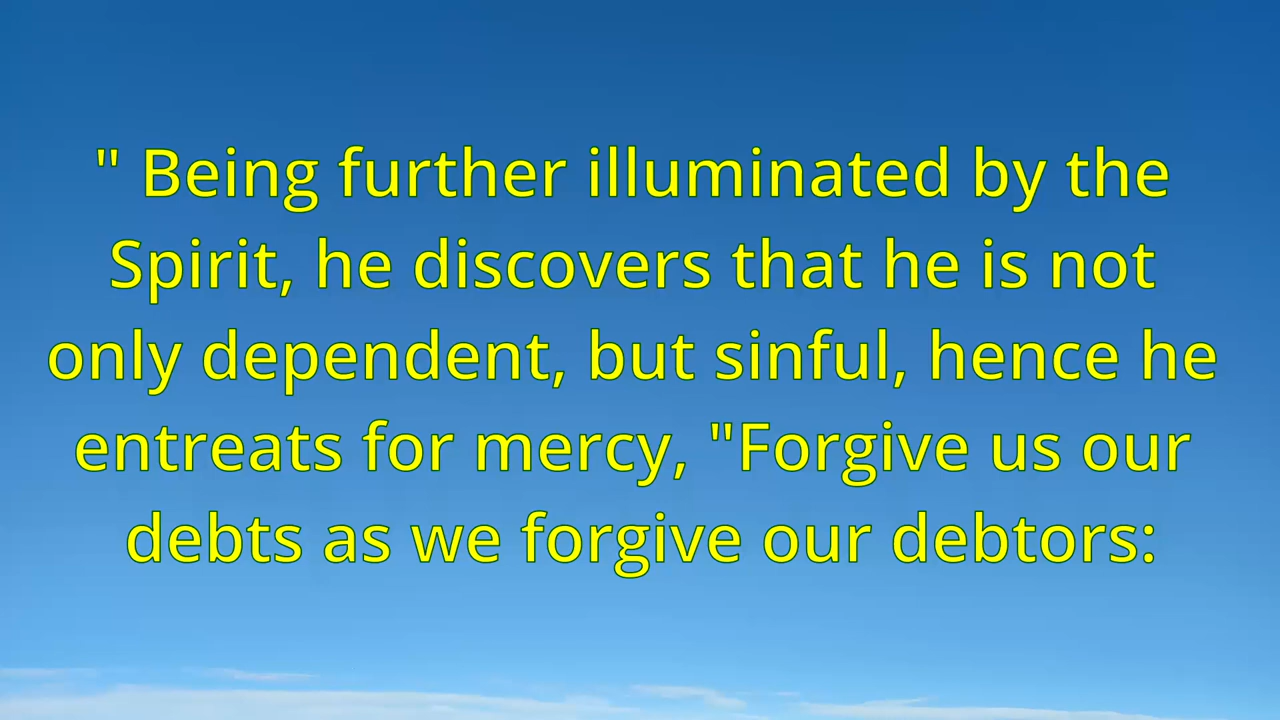 " Being further illuminated by the
Spirit, he discovers that he is not
only dependent, but sinful, hence he
entreats for mercy, "Forgive us our
debts as we forgive our debtors: